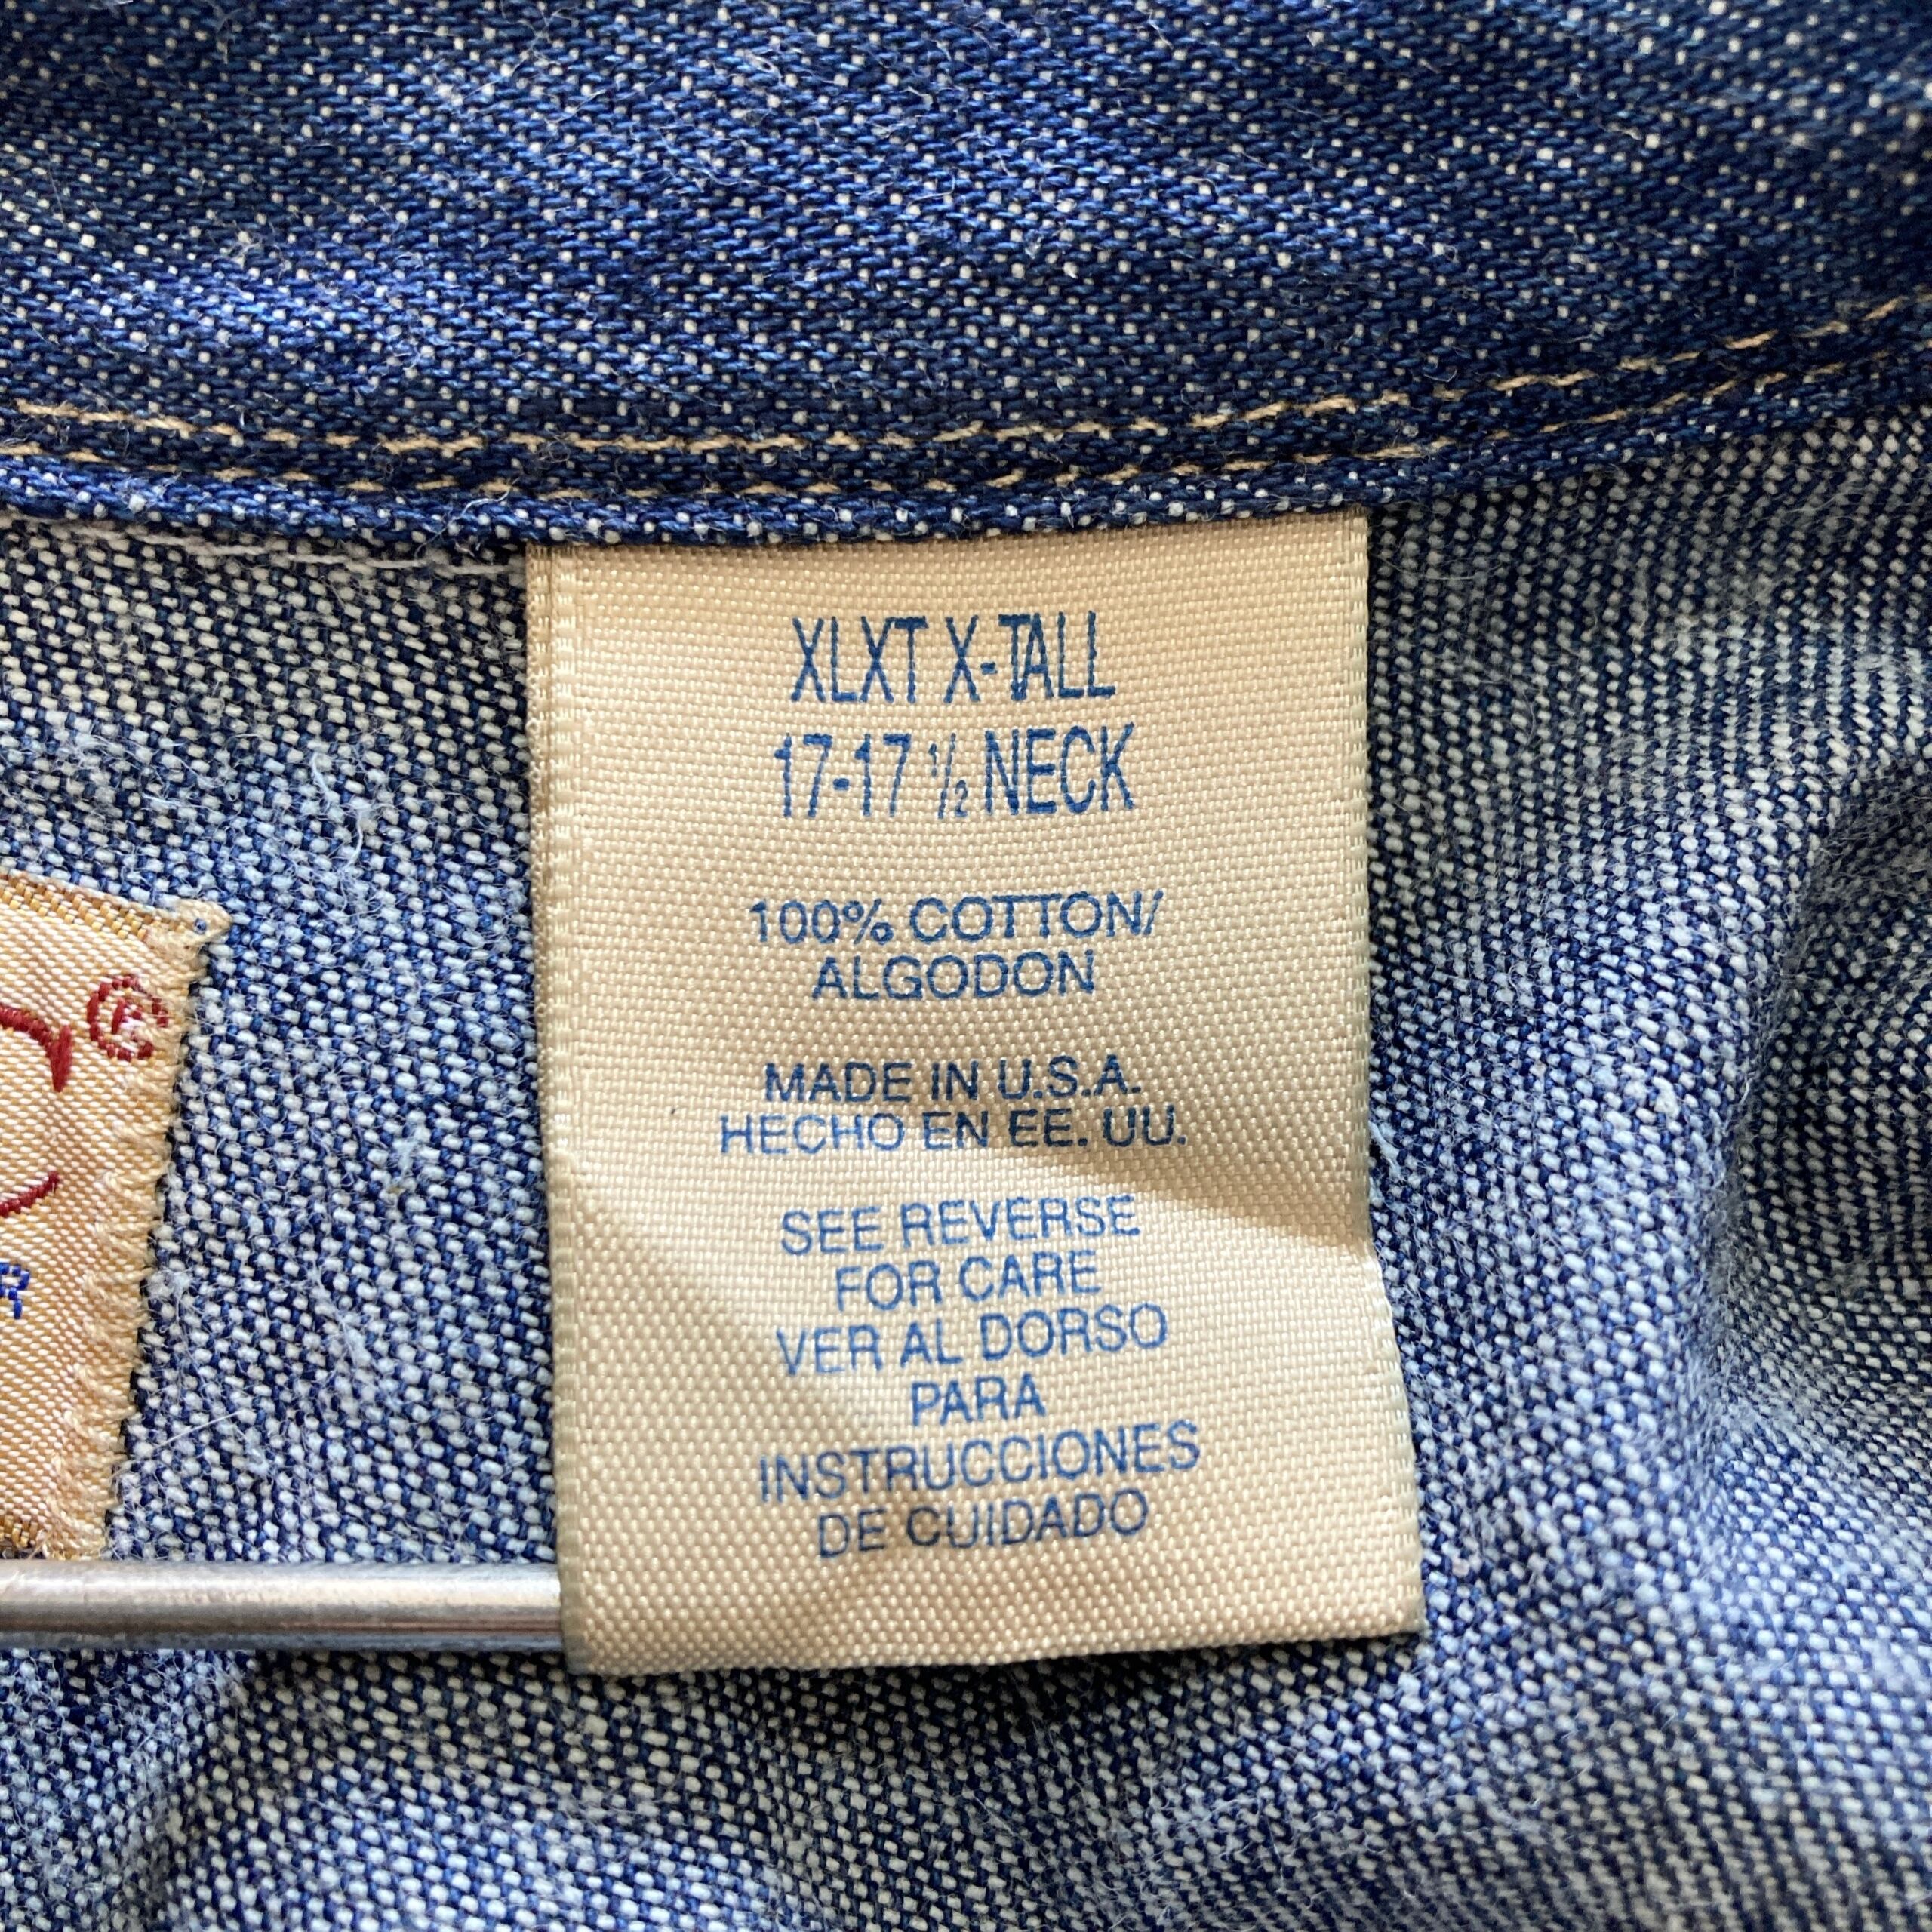 XLXT X-TALL
17-17 ½ NECK
100% COTTON/
ALGODON
MADE IN U.S.A.
HECHO EN EE. UU.
SEE REVERSE
FOR CARE
VER AL DORSO
PARA
INSTRUCCIONES
DE CUIDADO
®
R